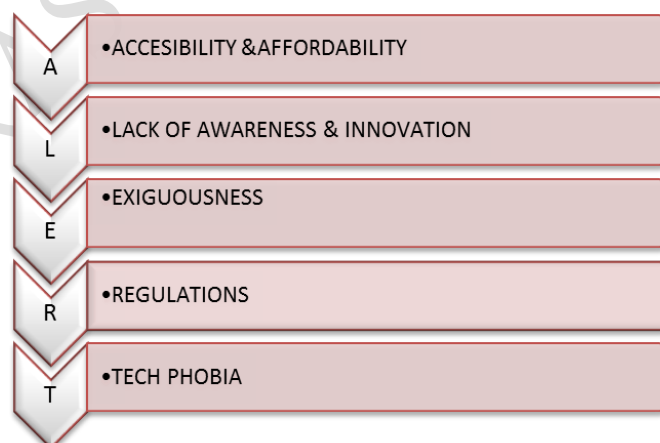 A
•ACCESIBILITY &AFFORDABILITY
L
•LACK OF AWARENESS & INNOVATION
E
•EXIGUOUSNESS
R
•REGULATIONS
T
•TECH PHOBIA